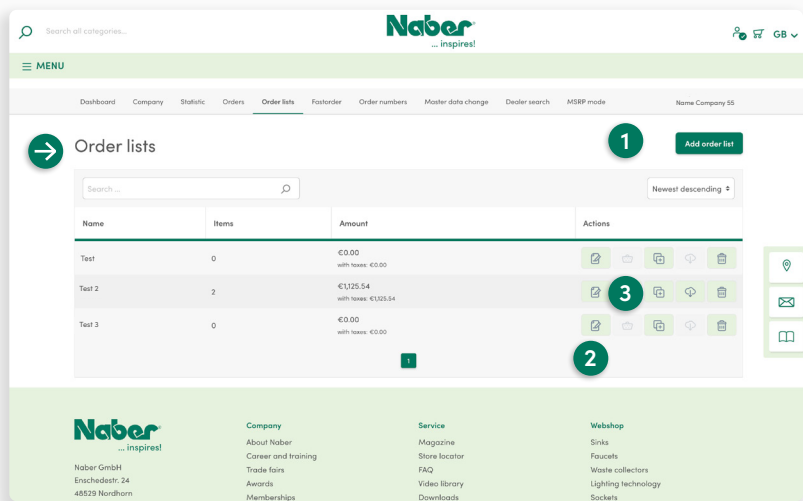 Search all categories...
Naber
... inspires!
GB
MENU
Dashboard Company Statistic Orders Order lists Fastorder Order numbers Master data change Dealer search MSRP mode Name Company 55
Order lists
1
Add order list
Search ...
Newest descending
Name Items Amount Actions
Test 0 €0.00
with taxes: €0.00
Test 2 2 €1,125.54
with taxes: €1,125.54
3
Test 3 0 €0.00
with taxes: €0.00
1
2
Naber
... inspires!
Naber GmbH
Enschedestr. 24
48529 Nordhorn
Company
About Naber
Career and training
Trade fairs
Awards
Memberships
Service
Magazine
Store locator
FAQ
Video library
Downloads
Webshop
Sinks
Faucets
Waste collectors
Lighting technology
Sockets